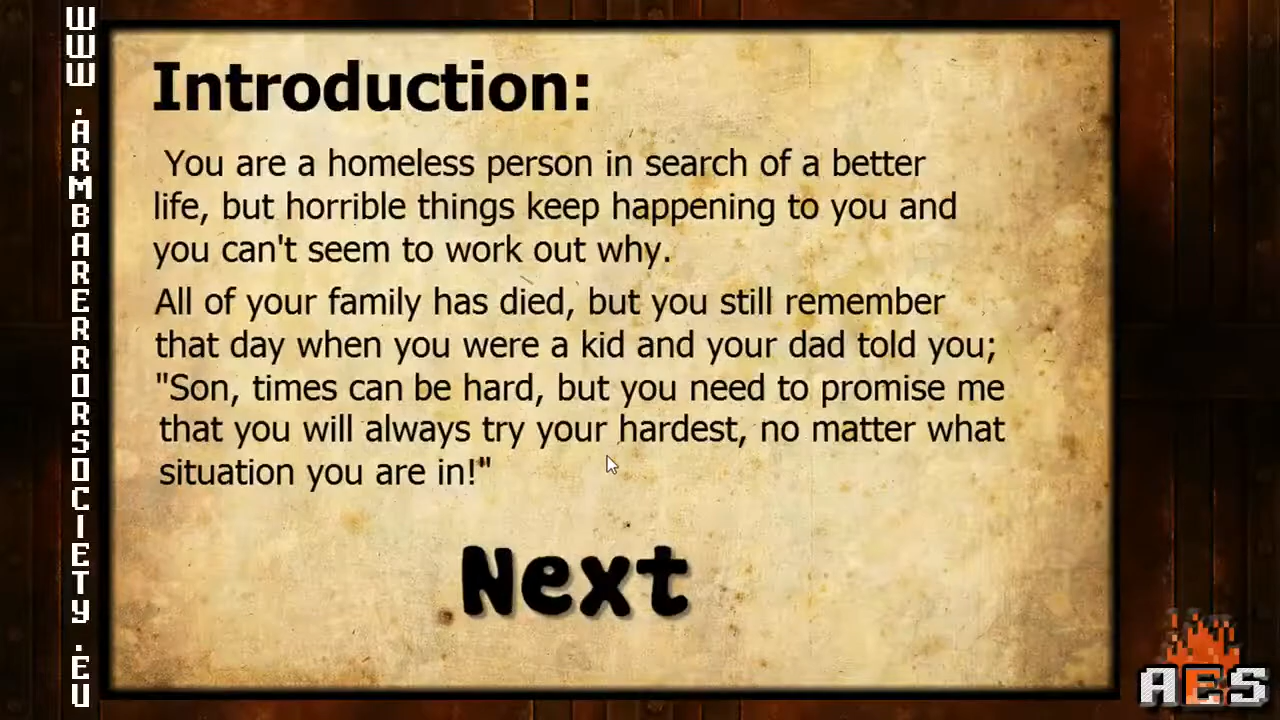 WWW.ARMBARERRORSOCIETY.EU
Introduction:
You are a homeless person in search of a better
life, but horrible things keep happening to you and
you can't seem to work out why.
All of your family has died, but you still remember
that day when you were a kid and your dad told you;
"Son, times can be hard, but you need to promise me
that you will always try your hardest, no matter what
situation you are in!"
Next
AES